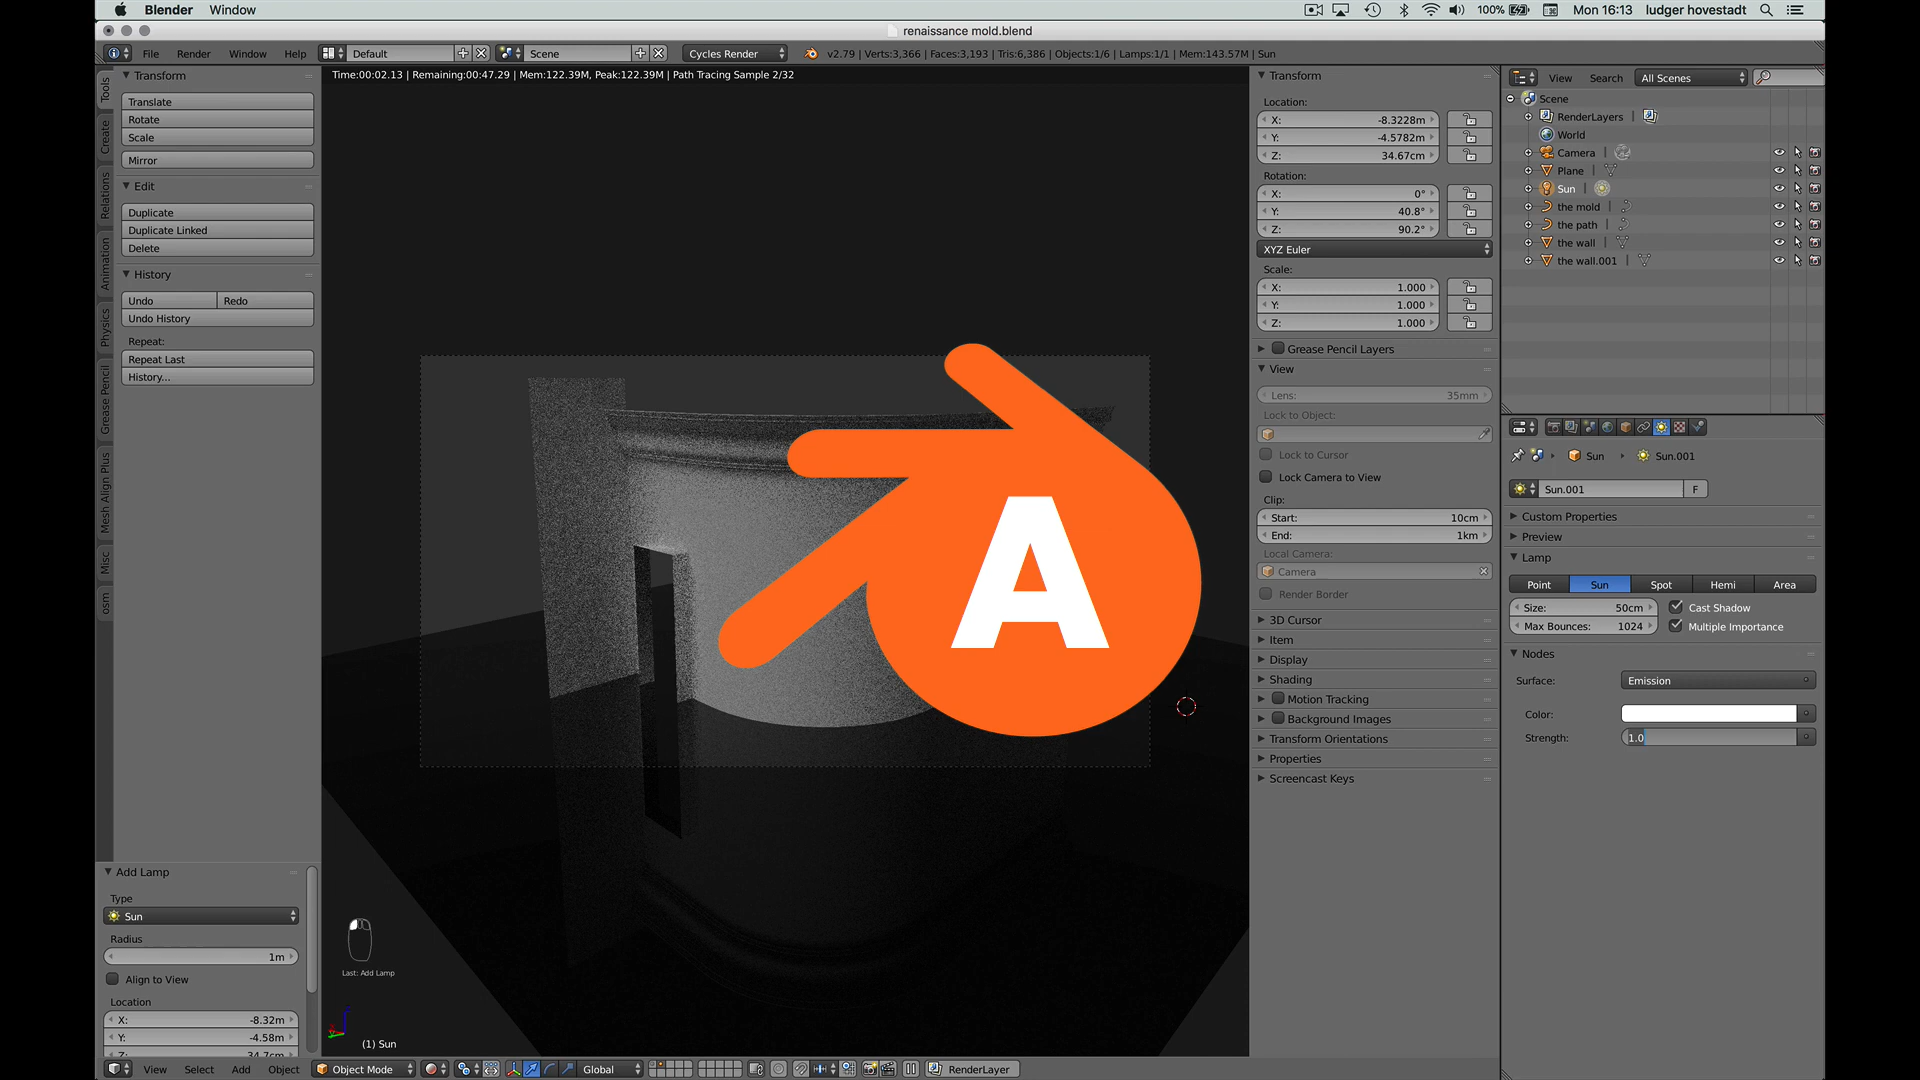 Blender Window
100% Mon 16:13 ludger hovestadt
renaissance mold.blend
File Render Window Help Default Scene Cycles Render v2.79 | Verts:3,366 | Faces:3,193 | Tris:6,386 | Objects:1/6 | Lamps:1/1 | Mem:143.57M | Sun
Time:00:02.13 | Remaining:00:47.29 | Mem:122.39M, Peak:122.39M | Path Tracing Sample 2/32
Tools
Create
Relations
Animation
Physics
Grease Pencil
Mesh Align Plus
Misc
osm
Transform
Translate
Rotate
Scale
Mirror
Edit
Duplicate
Duplicate Linked
Delete
History
Undo Redo
Undo History
Repeat:
Repeat Last
History...
Add Lamp
Type
Sun
Radius
1m
Align to View
Location
X: -8.32m
Y: -4.58m
Z: 34.7cm
A
Last: Add Lamp
(1) Sun
View Select Add Object Object Mode Global RenderLayer
Transform
Location:
X: -8.3228m
Y: -4.5782m
Z: 34.67cm
Rotation:
X: 0°
Y: 40.8°
Z: 90.2°
XYZ Euler
Scale:
X: 1.000
Y: 1.000
Z: 1.000
Grease Pencil Layers
View
Lens: 35mm
Lock to Object:
Lock to Cursor
Lock Camera to View
Clip:
Start: 10cm
End: 1km
Local Camera:
Camera
Render Border
3D Cursor
Item
Display
Shading
Motion Tracking
Background Images
Transform Orientations
Properties
Screencast Keys
View Search All Scenes
Scene
RenderLayers
World
Camera
Plane
Sun
the mold
the path
the wall
the wall.001
Sun Sun.001
Sun.001 F
Custom Properties
Preview
Lamp
Point Sun Spot Hemi Area
Size: 50cm Cast Shadow
Max Bounces: 1024 Multiple Importance
Nodes
Surface: Emission
Color:
Strength: 1.0